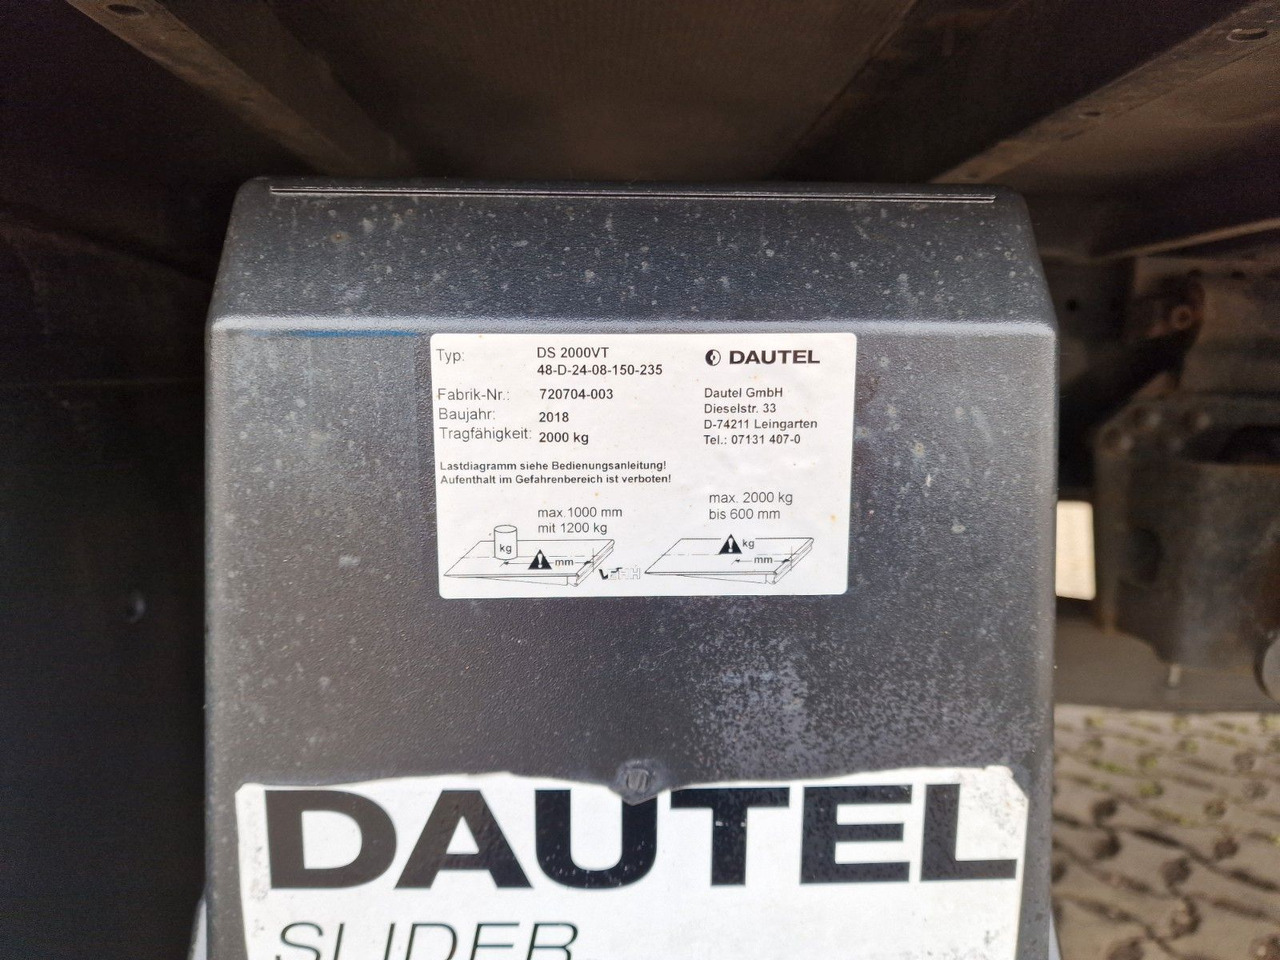 Typ: DS 2000VT
48-D-24-08-150-235
Fabrik-Nr.: 720704-003
Baujahr: 2018
Tragfähigkeit: 2000 kg
DAUTEL
Dautel GmbH
Dieselstr. 33
D-74211 Leingarten
Tel.: 07131 407-0
Lastdiagramm siehe Bedienungsanleitung!
Aufenthalt im Gefahrenbereich ist verboten!
max. 1000 mm
mit 1200 kg
kg
mm
max. 2000 kg
bis 600 mm
kg
mm
DAUTEL
SLIDER